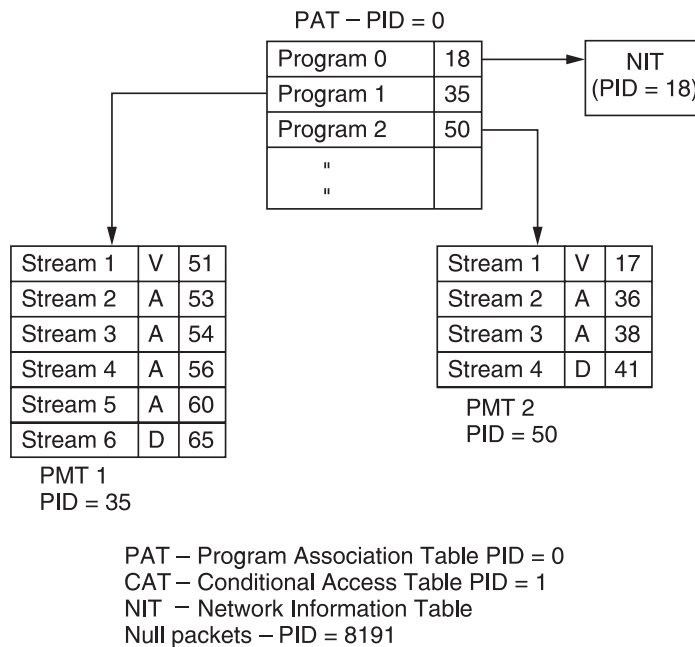 PAT – PID = 0
Program 0 18
Program 1 35
Program 2 50
"
"
NIT
(PID = 18)
Stream 1 V 51
Stream 2 A 53
Stream 3 A 54
Stream 4 A 56
Stream 5 A 60
Stream 6 D 65
PMT 1
PID = 35
Stream 1 V 17
Stream 2 A 36
Stream 3 A 38
Stream 4 D 41
PMT 2
PID = 50
PAT – Program Association Table PID = 0
CAT – Conditional Access Table PID = 1
NIT – Network Information Table
Null packets – PID = 8191